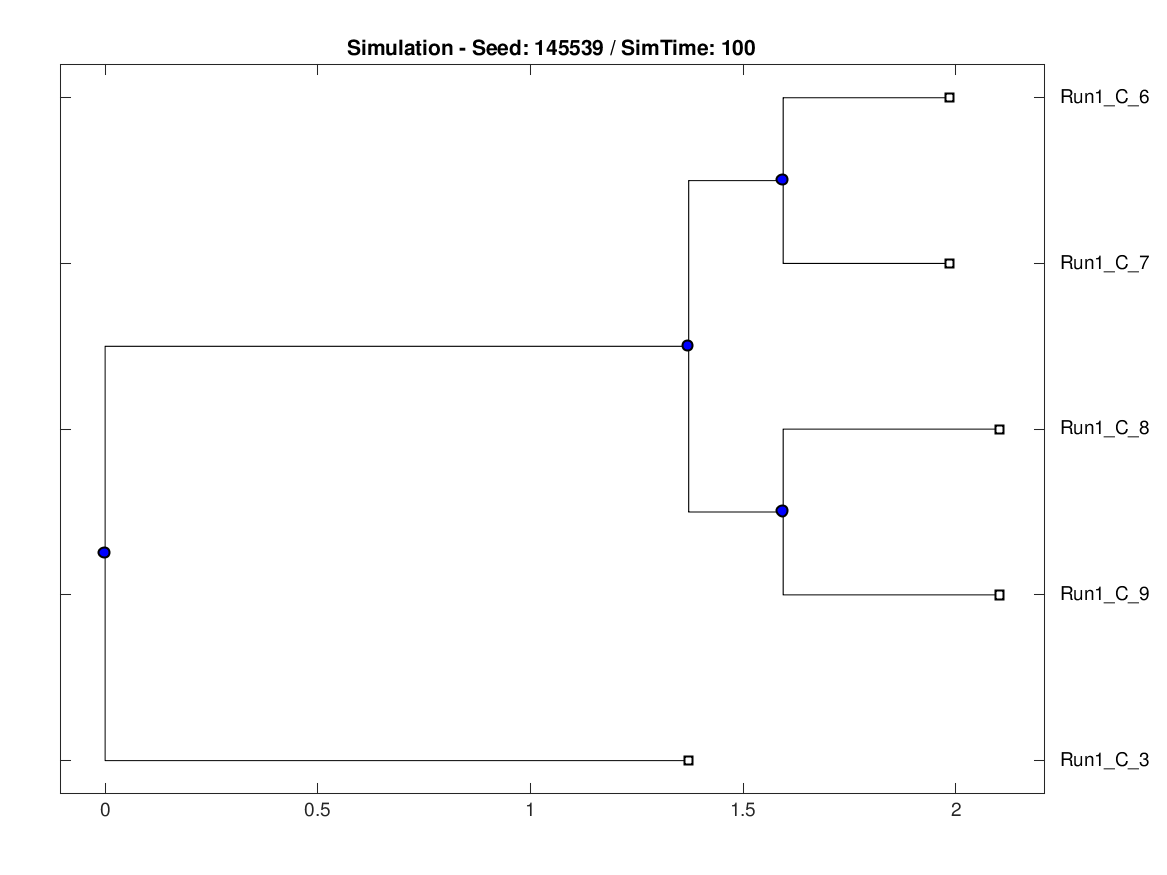 Simulation - Seed: 145539 / SimTime: 100
Run1_C_6
Run1_C_7
Run1_C_8
Run1_C_9
Run1_C_3
0 0.5 1 1.5 2